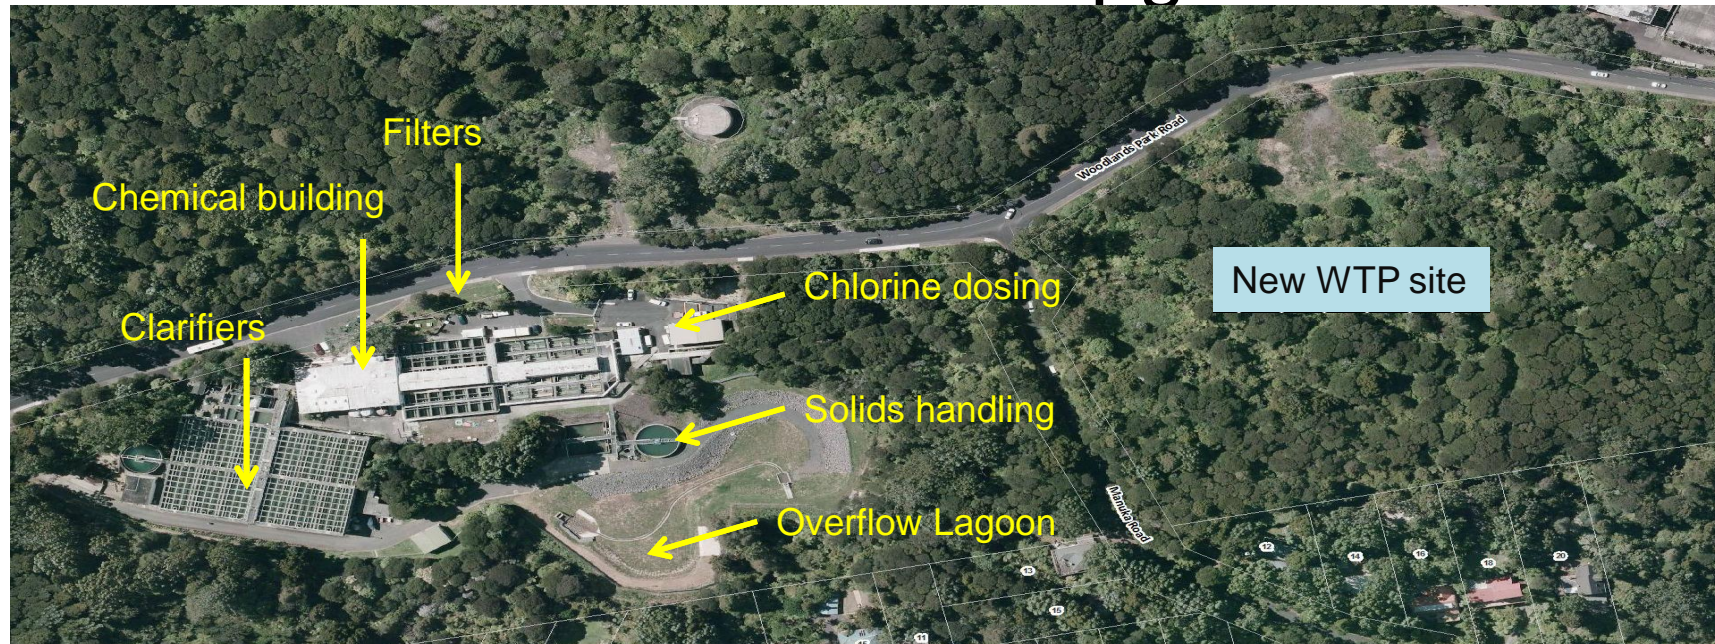 Filters
Chemical building
Woodlands Park Road
New WTP site
Chlorine dosing
Clarifiers
Solids handling
Overflow Lagoon
Manuka Road
12
14
16
18
20
13
15
11